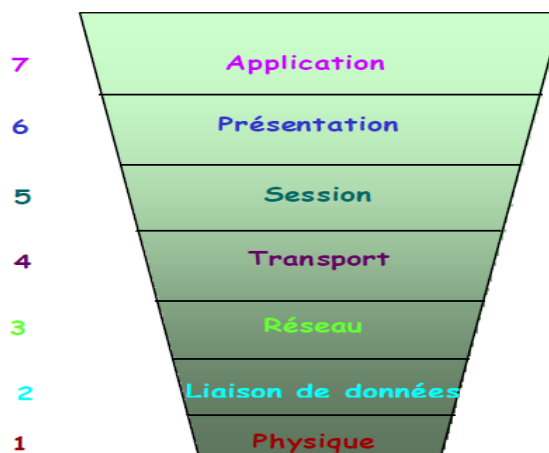 7 Application
6 Présentation
5 Session
4 Transport
3 Réseau
2 Liaison de données
1 Physique